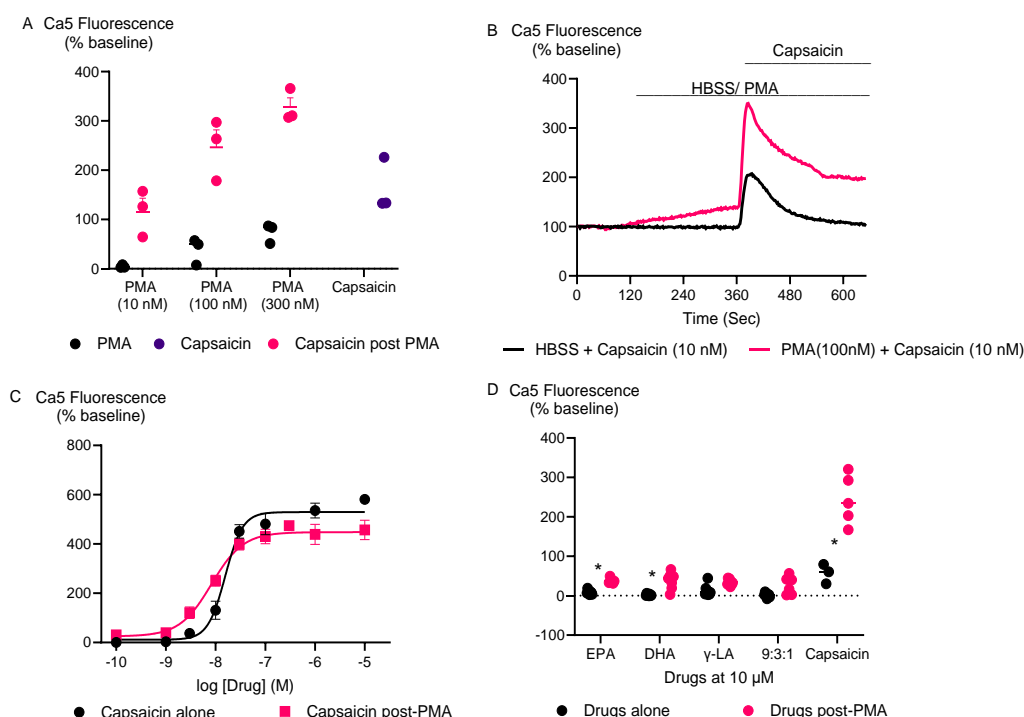 A Ca5 Fluorescence
(% baseline)
400
300
200
100
0
PMA
(10 nM)
PMA
(100 nM)
PMA
(300 nM)
Capsaicin
PMA
Capsaicin
Capsaicin post PMA
B Ca5 Fluorescence
(% baseline)
Capsaicin
HBSS/ PMA
400
300
200
100
0
0 120 240 360 480 600
Time (Sec)
HBSS + Capsaicin (10 nM)
PMA(100nM) + Capsaicin (10 nM)
C Ca5 Fluorescence
(% baseline)
800
600
400
200
0
-10 -9 -8 -7 -6 -5
log [Drug] (M)
Capsaicin alone
Capsaicin post-PMA
D Ca5 Fluorescence
(% baseline)
400
300
200
100
0
-100
* * *
EPA DHA γ-LA 9:3:1 Capsaicin
Drugs at 10 µM
Drugs alone
Drugs post-PMA